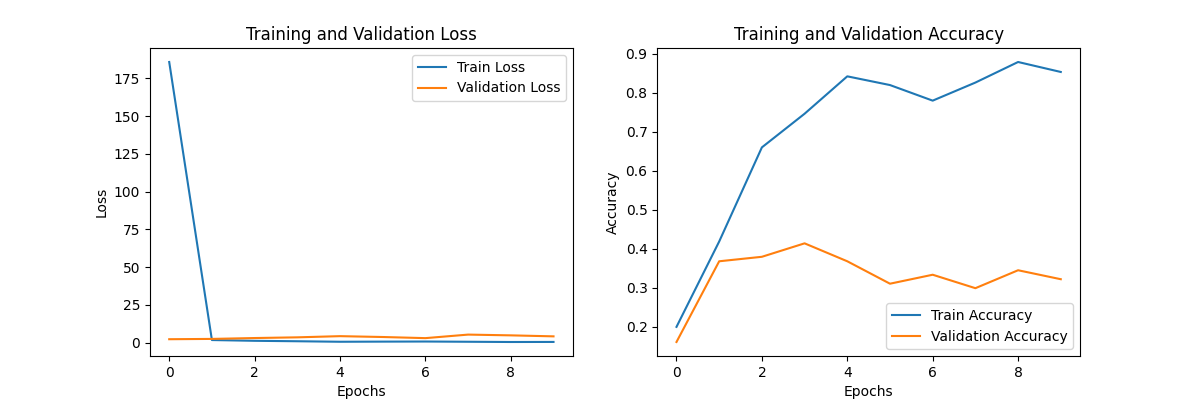 Training and Validation Loss
175
150
125
100
75
50
25
0
Loss
Train Loss
Validation Loss
0 2 4 6 8
Epochs
Training and Validation Accuracy
0.9
0.8
0.7
0.6
0.5
0.4
0.3
0.2
Accuracy
Train Accuracy
Validation Accuracy
0 2 4 6 8
Epochs